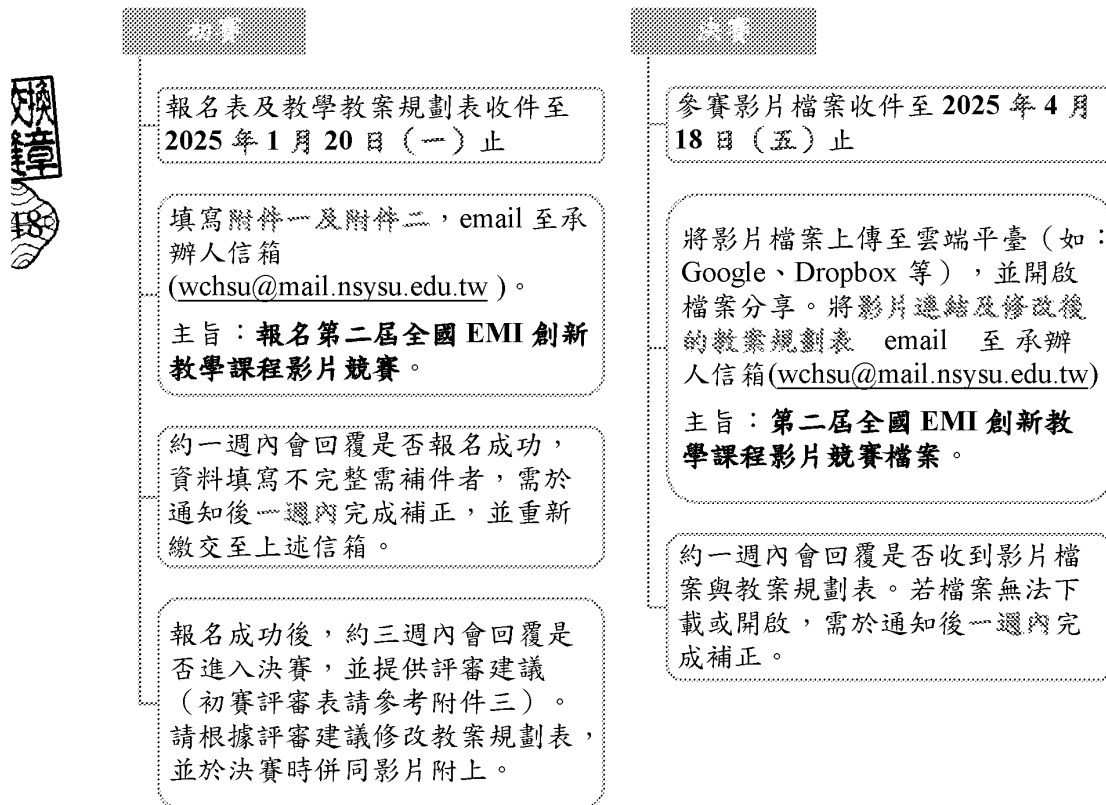 初賽
報名表及教學教案規劃表收件至
2025 年 1 月 20 日（一）止
填寫附件一及附件二，email 至承
辦人信箱
(wchsu@mail.nsysu.edu.tw )。
主旨：報名第二屆全國 EMI 創新
教學課程影片競賽。
約一週內會回覆是否報名成功，
資料填寫不完整需補件者，需於
通知後一週內完成補正，並重新
繳交至上述信箱。
報名成功後，約三週內會回覆是
否進入決賽，並提供評審建議
（初賽評審表請參考附件三）。
請根據評審建議修改教案規劃表，
並於決賽時併同影片附上。
決賽
參賽影片檔案收件至 2025 年 4 月
18 日（五）止
將影片檔案上傳至雲端平臺（如：
Google、Dropbox 等），並開啟
檔案分享。將影片連結及修改後
的教案規劃表 email 至 承辦
人信箱(wchsu@mail.nsysu.edu.tw)
主旨：第二屆全國 EMI 創新教
學課程影片競賽檔案。
約一週內會回覆是否收到影片檔
案與教案規劃表。若檔案無法下
載或開啟，需於通知後一週內完
成補正。
換
章